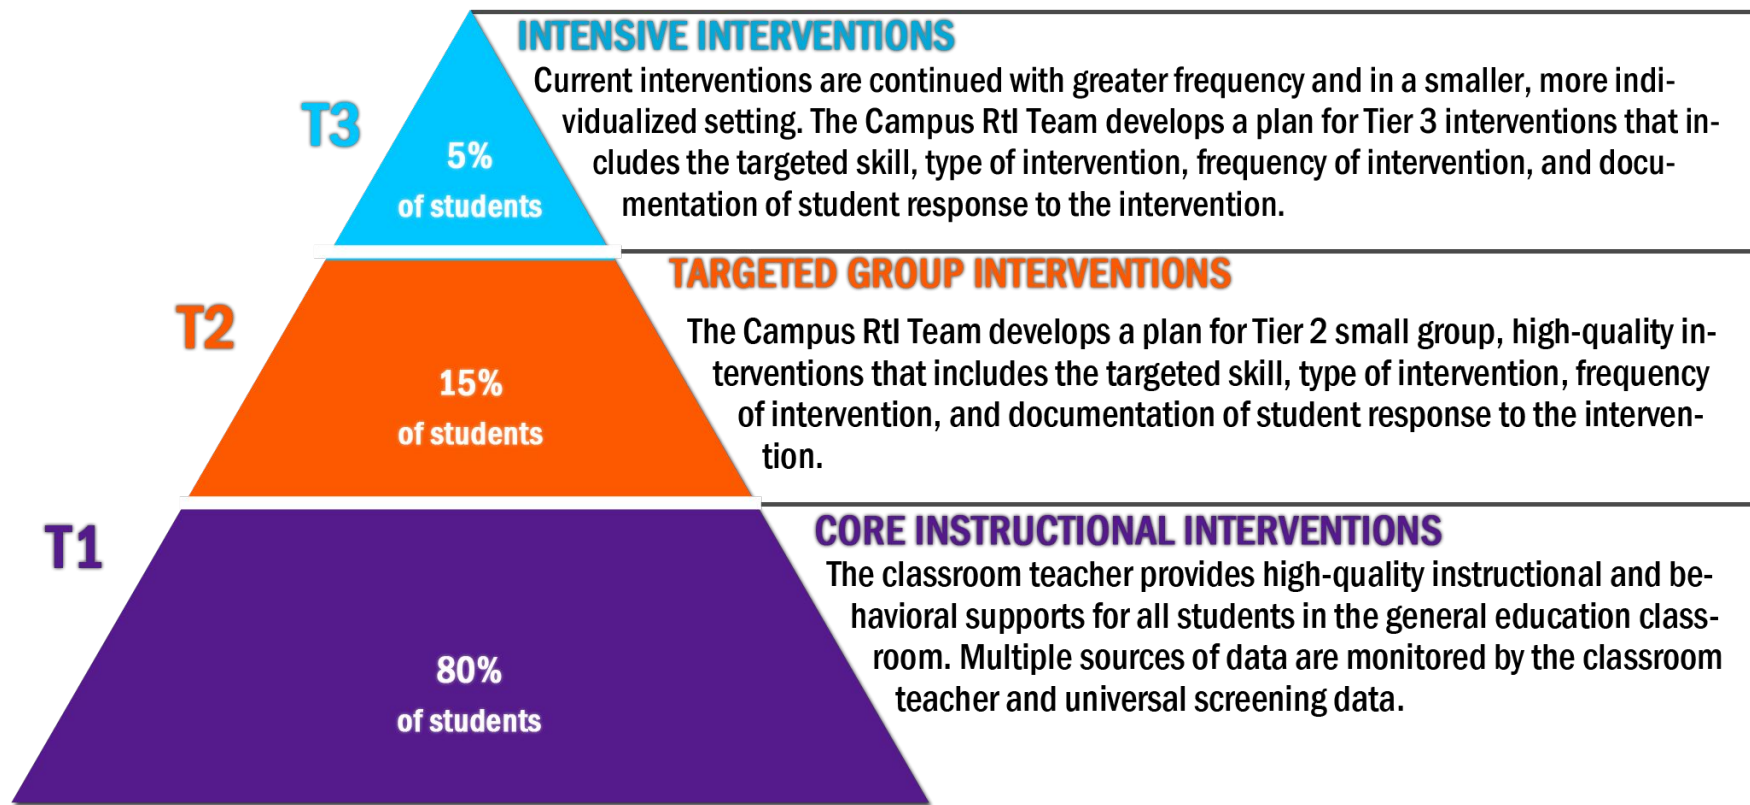 INTENSIVE INTERVENTIONS
Current interventions are continued with greater frequency and in a smaller, more indi-
vidualized setting. The Campus RtI Team develops a plan for Tier 3 interventions that in-
cludes the targeted skill, type of intervention, frequency of intervention, and docu-
mentation of student response to the intervention.
T3
5%
of students
TARGETED GROUP INTERVENTIONS
The Campus RtI Team develops a plan for Tier 2 small group, high-quality in-
terventions that includes the targeted skill, type of intervention, frequency
of intervention, and documentation of student response to the interven-
tion.
T2
15%
of students
CORE INSTRUCTIONAL INTERVENTIONS
The classroom teacher provides high-quality instructional and be-
havioral supports for all students in the general education class-
room. Multiple sources of data are monitored by the classroom
teacher and universal screening data.
T1
80%
of students